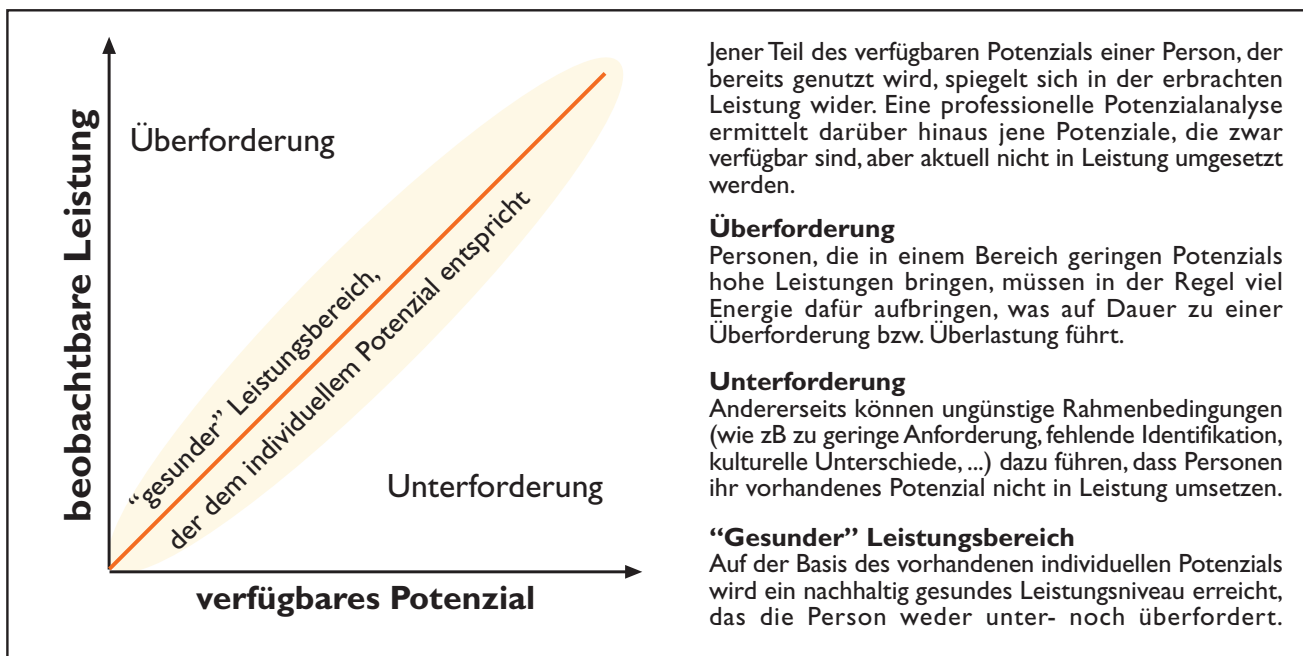 beobachtbare Leistung
Überforderung
“gesunder” Leistungsbereich,
der dem individuellem Potenzial entspricht
Unterforderung
verfügbares Potenzial
Jener Teil des verfügbaren Potenzials einer Person, der
bereits genutzt wird, spiegelt sich in der erbrachten
Leistung wider. Eine professionelle Potenzialanalyse
ermittelt darüber hinaus jene Potenziale, die zwar
verfügbar sind, aber aktuell nicht in Leistung umgesetzt
werden.
Überforderung
Personen, die in einem Bereich geringen Potenzials
hohe Leistungen bringen, müssen in der Regel viel
Energie dafür aufbringen, was auf Dauer zu einer
Überforderung bzw. Überlastung führt.
Unterforderung
Andererseits können ungünstige Rahmenbedingungen
(wie zB zu geringe Anforderung, fehlende Identifikation,
kulturelle Unterschiede, ...) dazu führen, dass Personen
ihr vorhandenes Potenzial nicht in Leistung umsetzen.
“Gesunder” Leistungsbereich
Auf der Basis des vorhandenen individuellen Potenzials
wird ein nachhaltig gesundes Leistungsniveau erreicht,
das die Person weder unter- noch überfordert.